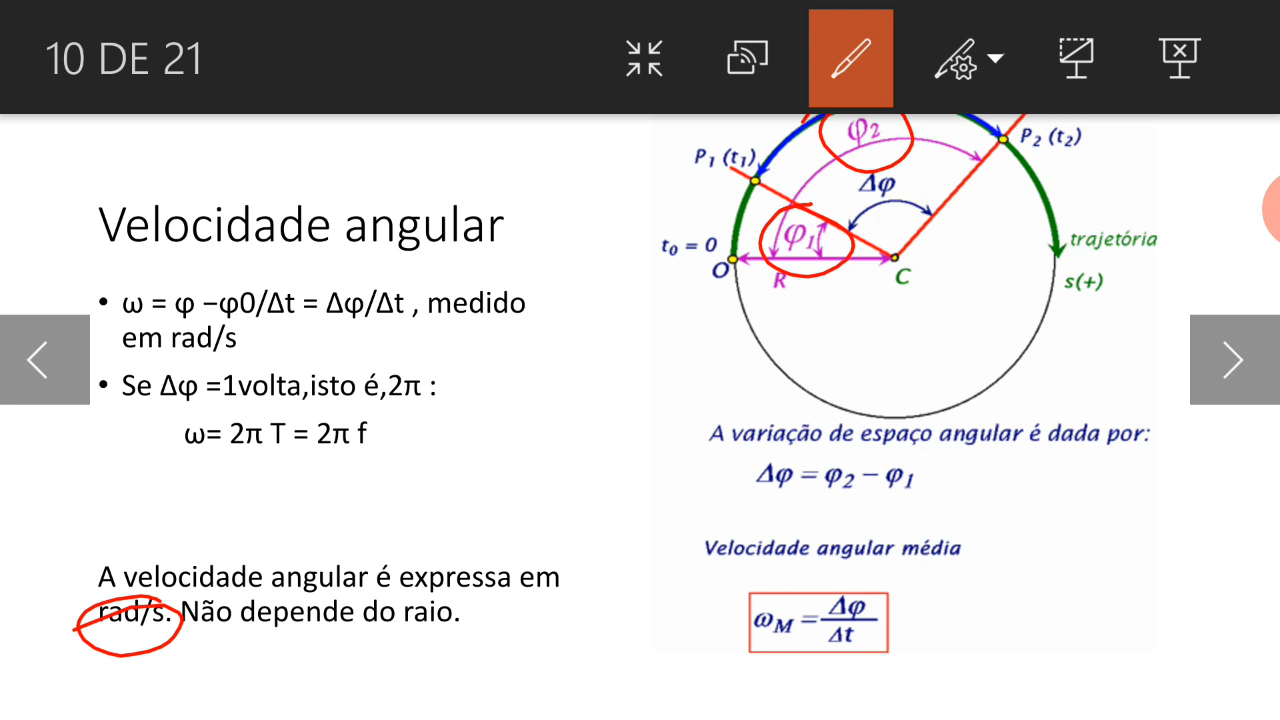 10 DE 21
Velocidade angular
• ω = φ −φ0/Δt = Δφ/Δt , medido
em rad/s
• Se Δφ =1volta,isto é,2π :
ω= 2π T = 2π f
A velocidade angular é expressa em
rad/s. Não depende do raio.
φ2
P1 (t1)
P2 (t2)
Δφ
φ1
t0 = 0
O
R
C
trajetória
s(+)
A variação de espaço angular é dada por:
Δφ = φ2 − φ1
Velocidade angular média
ωM = Δφ
Δt